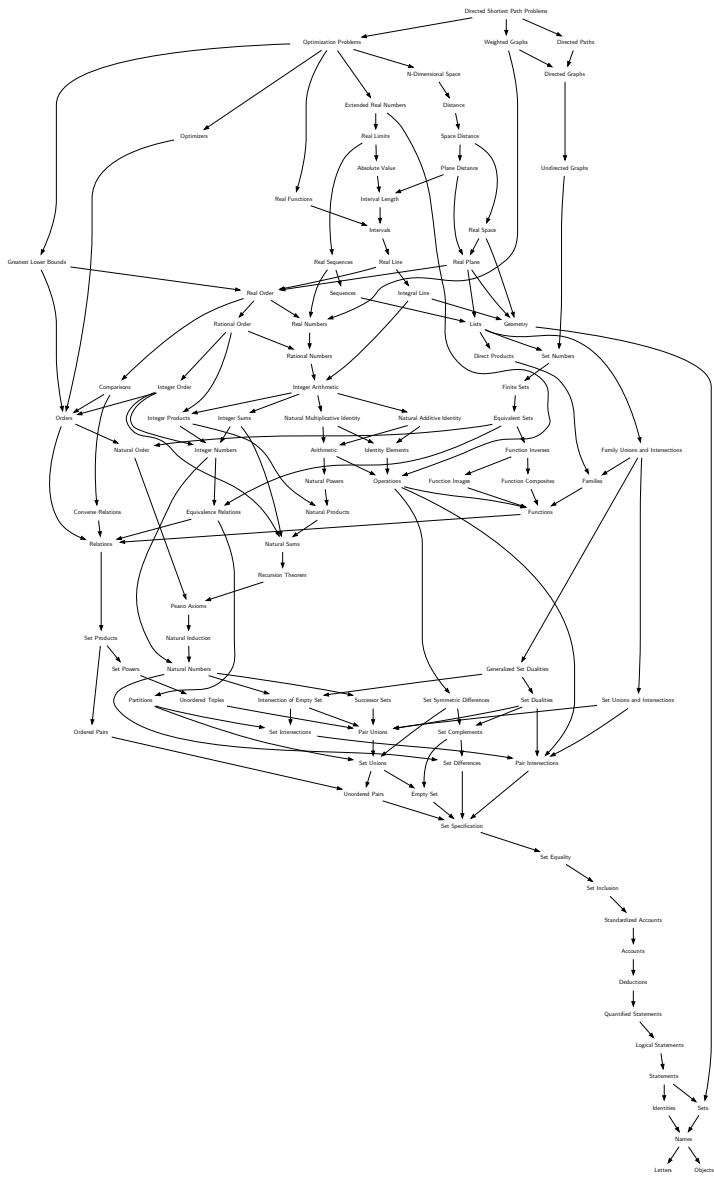 Directed Shortest Path Problems
Optimization Problems
Weighted Graphs
Directed Paths
N-Dimensional Space
Directed Graphs
Extended Real Numbers
Distance
Optimizers
Real Limits
Space Distance
Absolute Value
Plane Distance
Undirected Graphs
Real Functions
Interval Length
Intervals
Real Space
Greatest Lower Bounds
Real Sequences
Real Line
Real Plane
Real Order
Sequences
Integral Line
Rational Order
Real Numbers
Lists
Geometry
Rational Numbers
Direct Products
Set Numbers
Comparisons
Integer Order
Integer Arithmetic
Finite Sets
Orders
Integer Products
Integer Sums
Natural Multiplicative Identity
Natural Additive Identity
Equivalent Sets
Natural Order
Integer Numbers
Arithmetic
Identity Elements
Function Inverses
Family Unions and Intersections
Natural Powers
Operations
Function Images
Function Composites
Families
Converse Relations
Equivalence Relations
Natural Products
Functions
Relations
Natural Sums
Recursion Theorem
Peano Axioms
Set Products
Natural Induction
Set Powers
Natural Numbers
Generalized Set Dualities
Partitions
Unordered Triples
Intersection of Empty Set
Successor Sets
Set Symmetric Differences
Set Dualities
Set Unions and Intersections
Ordered Pairs
Set Intersections
Pair Unions
Set Complements
Set Unions
Set Differences
Pair Intersections
Unordered Pairs
Empty Set
Set Specification
Set Equality
Set Inclusion
Standardized Accounts
Accounts
Deductions
Quantified Statements
Logical Statements
Statements
Identities
Sets
Names
Letters
Objects